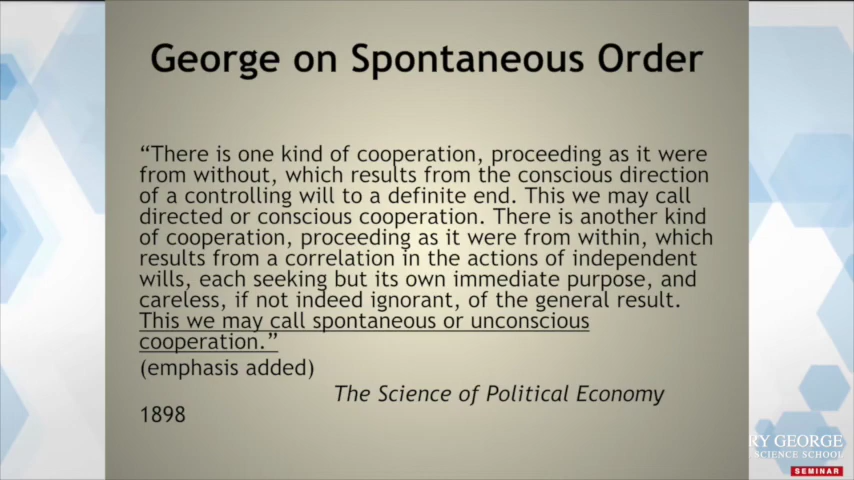 George on Spontaneous Order
“There is one kind of cooperation, proceeding as it were
from without, which results from the conscious direction
of a controlling will to a definite end. This we may call
directed or conscious cooperation. There is another kind
of cooperation, proceeding as it were from within, which
results from a correlation in the actions of independent
wills, each seeking but its own immediate purpose, and
careless, if not indeed ignorant, of the general result.
This we may call spontaneous or unconscious
cooperation.”
(emphasis added)
The Science of Political Economy
1898
RY GEORGE
SCIENCE SCHOOL
SEMINAR